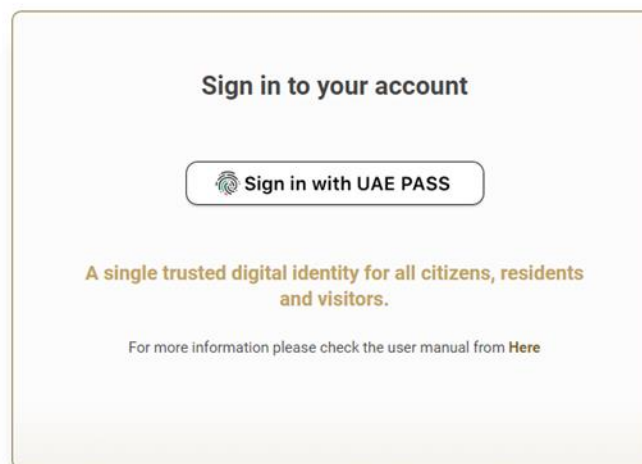 Sign in to your account
Sign in with UAE PASS
A single trusted digital identity for all citizens, residents
and visitors.
For more information please check the user manual from Here